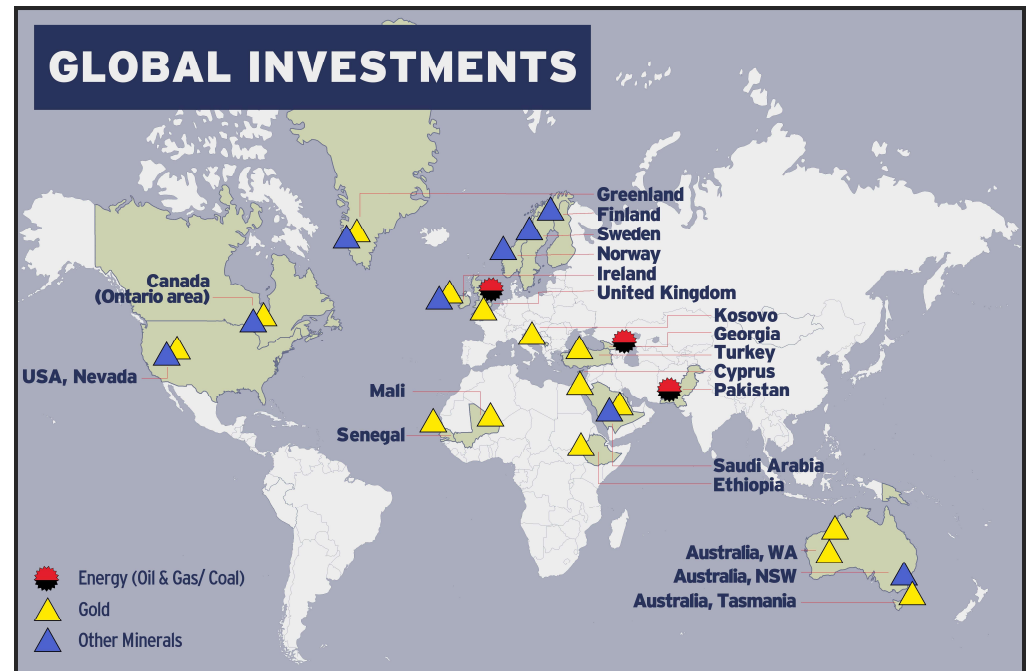 GLOBAL INVESTMENTS
Greenland
Finland
Sweden
Norway
Ireland
United Kingdom
Kosovo
Georgia
Turkey
Cyprus
Pakistan
Canada
(Ontario area)
USA, Nevada
Mali
Senegal
Saudi Arabia
Ethiopia
Australia, WA
Australia, NSW
Australia, Tasmania
Energy (Oil & Gas/ Coal)
Gold
Other Minerals